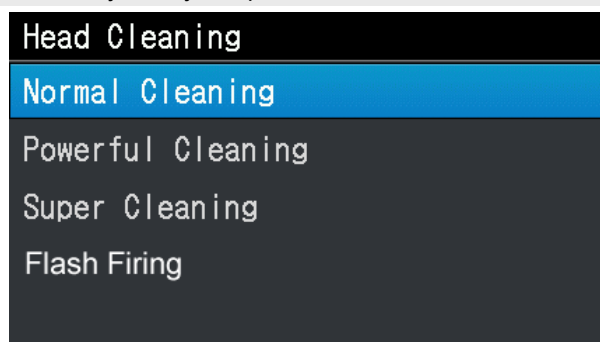 Head Cleaning
Normal Cleaning
Powerful Cleaning
Super Cleaning
Flash Firing